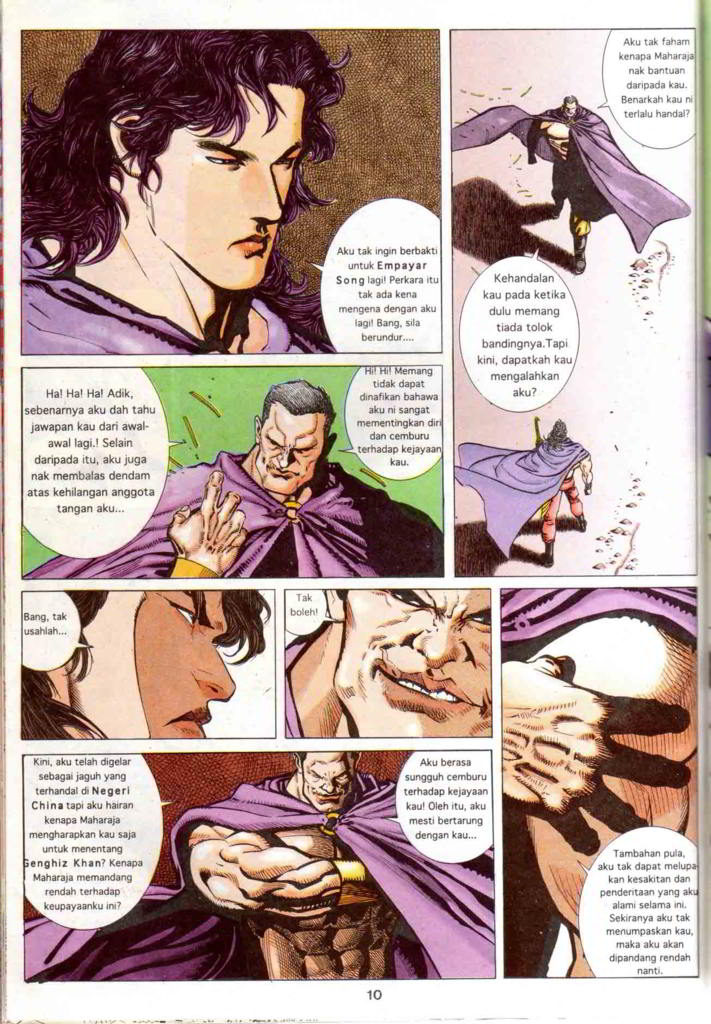 Aku tak ingin berbakti
untuk Empayar
Song lagi! Perkara itu
tak ada kena
mengena dengan aku
lagi! Bang, sila
berundur....
Aku tak faham
kenapa Maharaja
nak bantuan
daripada kau.
Benarkah kau ni
terlalu handal?
Kehandalan
kau pada ketika
dulu memang
tiada tolok
bandingnya.Tapi
kini, dapatkah kau
mengalahkan
aku?
Ha! Ha! Ha! Adik,
sebenarnya aku dah tahu
jawapan kau dari awal-
awal lagi.! Selain
daripada itu, aku juga
nak membalas dendam
atas kehilangan anggota
tangan aku...
Hi! Hi! Memang
tidak dapat
dinafikan bahawa
aku ni sangat
mementingkan diri
dan cemburu
terhadap kejayaan
kau.
Bang, tak
usahlah...
Tak
boleh!
Kini, aku telah digelar
sebagai jaguh yang
terhandal di Negeri
China tapi aku hairan
kenapa Maharaja
mengharapkan kau saja
untuk menentang
Genghiz Khan? Kenapa
Maharaja memandang
rendah terhadap
keupayaanku ini?
Aku berasa
sungguh cemburu
terhadap kejayaan
kau! Oleh itu, aku
mesti bertarung
dengan kau...
Tambahan pula,
aku tak dapat melupa-
kan kesakitan dan
penderitaan yang aku
alami selama ini.
Sekiranya aku tak
menumpaskan kau,
maka aku akan
dipandang rendah
nanti.
10